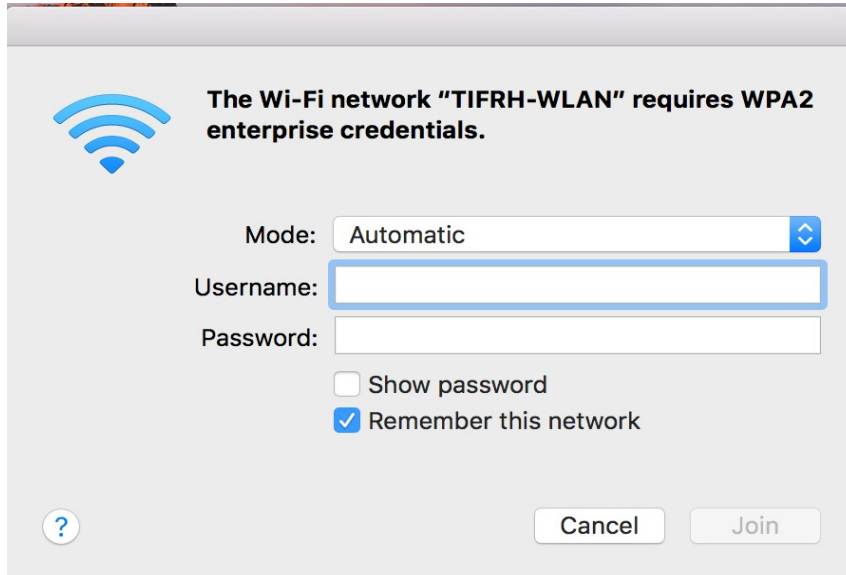 The Wi-Fi network “TIFRH-WLAN” requires WPA2
enterprise credentials.
Mode: Automatic
Username:
Password:
Show password
Remember this network
? Cancel Join